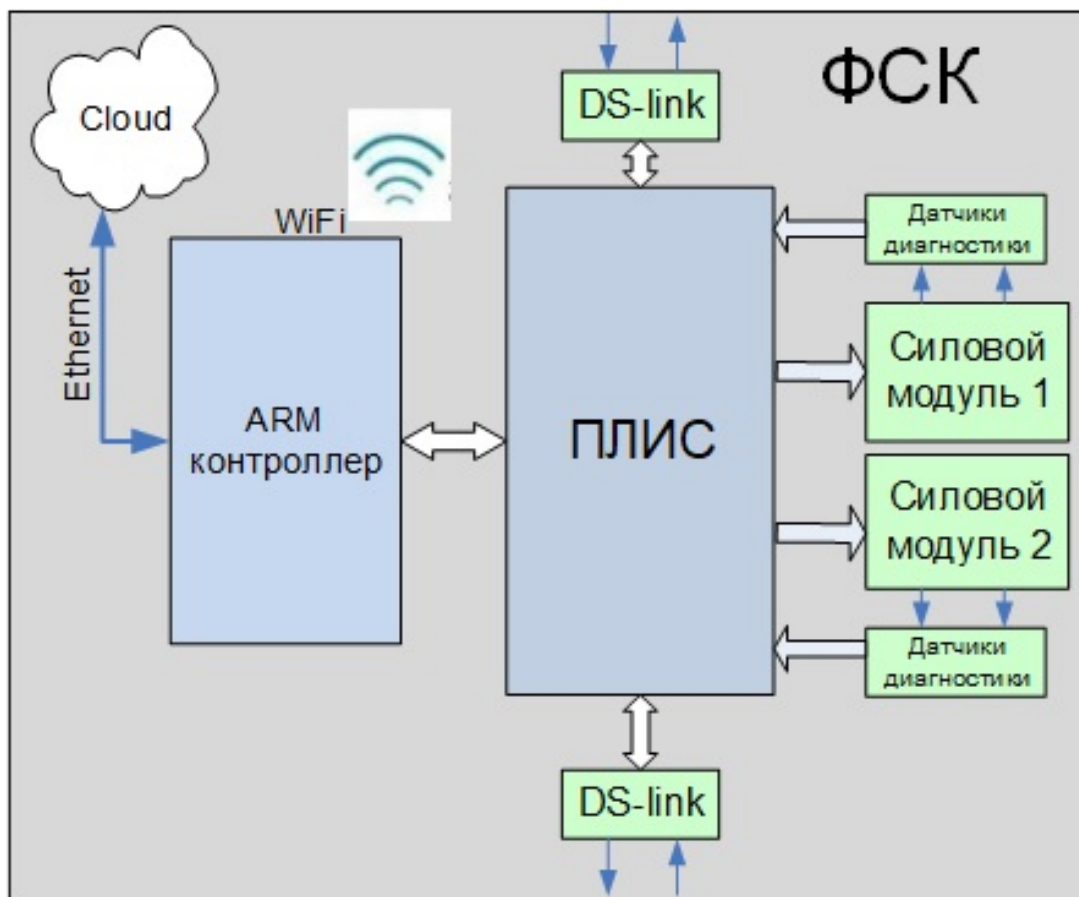 ФСК
Cloud
DS-link
WiFi
Датчики
диагностики
Ethernet
Силовой
модуль 1
ARM
контроллер
ПЛИС
Силовой
модуль 2
Датчики
диагностики
DS-link